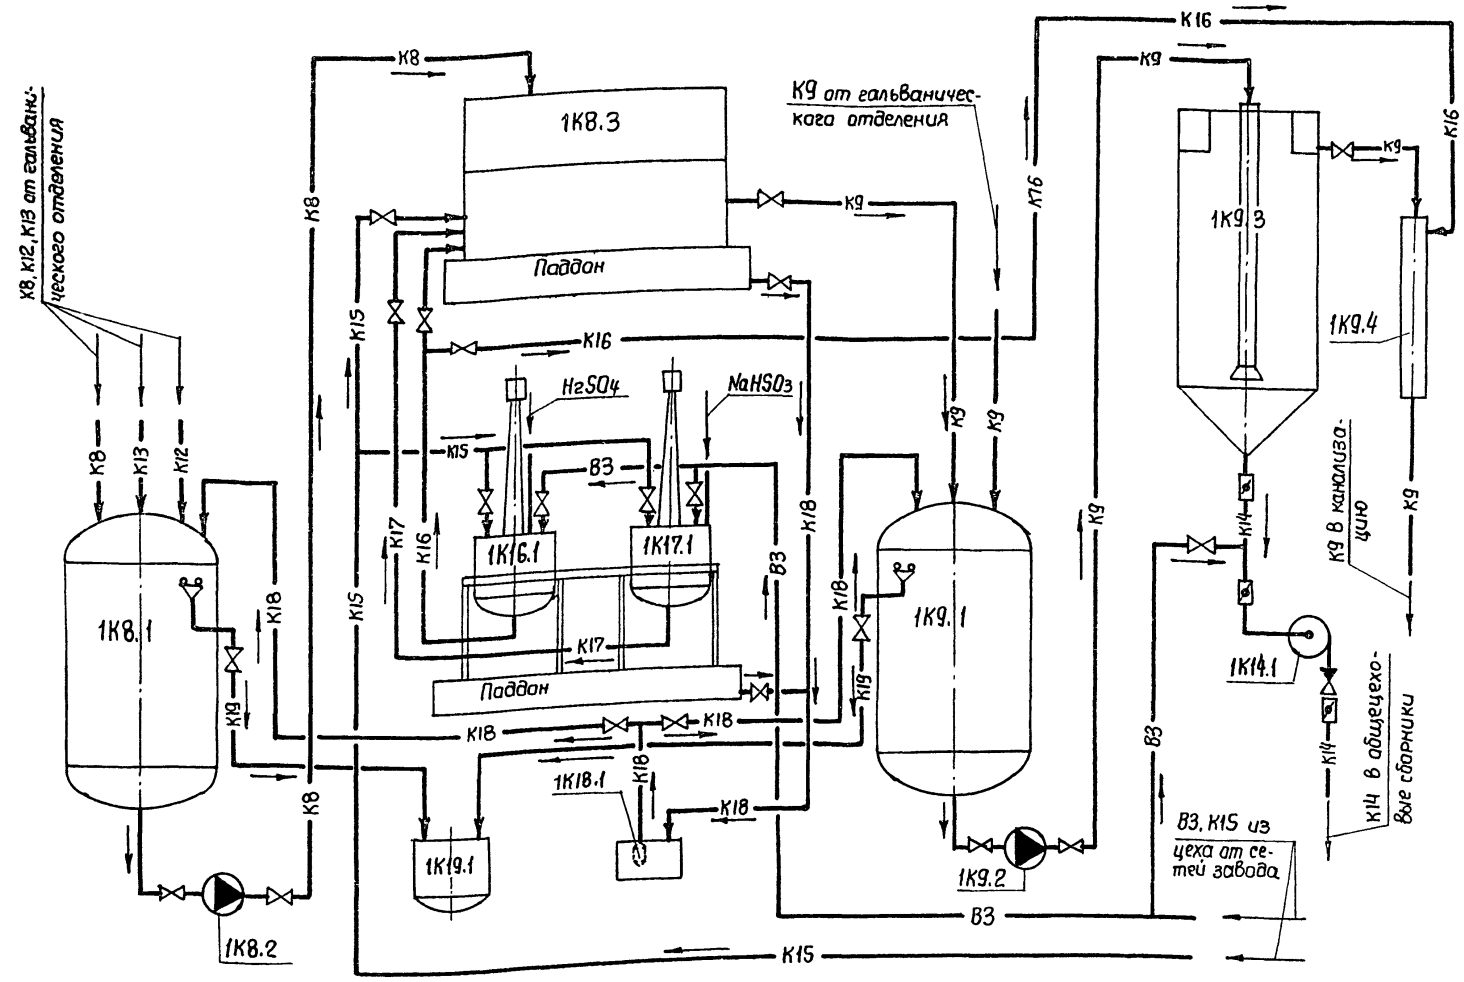 К16
К8
К9
К9 от гальваничес-
кого отделения
К8, К12, К13 от гальвани-
ческого отделения
1К8.3
К16
К9
К8
К16
К9
1К9.3
Паддон
К15
К16
1К9.4
H2SO4
NaHSO3
К9
К9
К8
К13
К12
К15
В3
К9
К9 в канализа-
цию
К18
К9
К17
К16
К14
1К16.1
1К17.1
В3
К18
К18
К15
1К8.1
1К9.1
К17
1К14.1
Паддон
К19
К19
К18
К18
В3
К14
К14 в общецехо-
вые сборники
К18
1К18.1
К8
К18
В3, К15 из
цеха от се-
тей завода
1К19.1
1К9.2
В3
1К8.2
К15